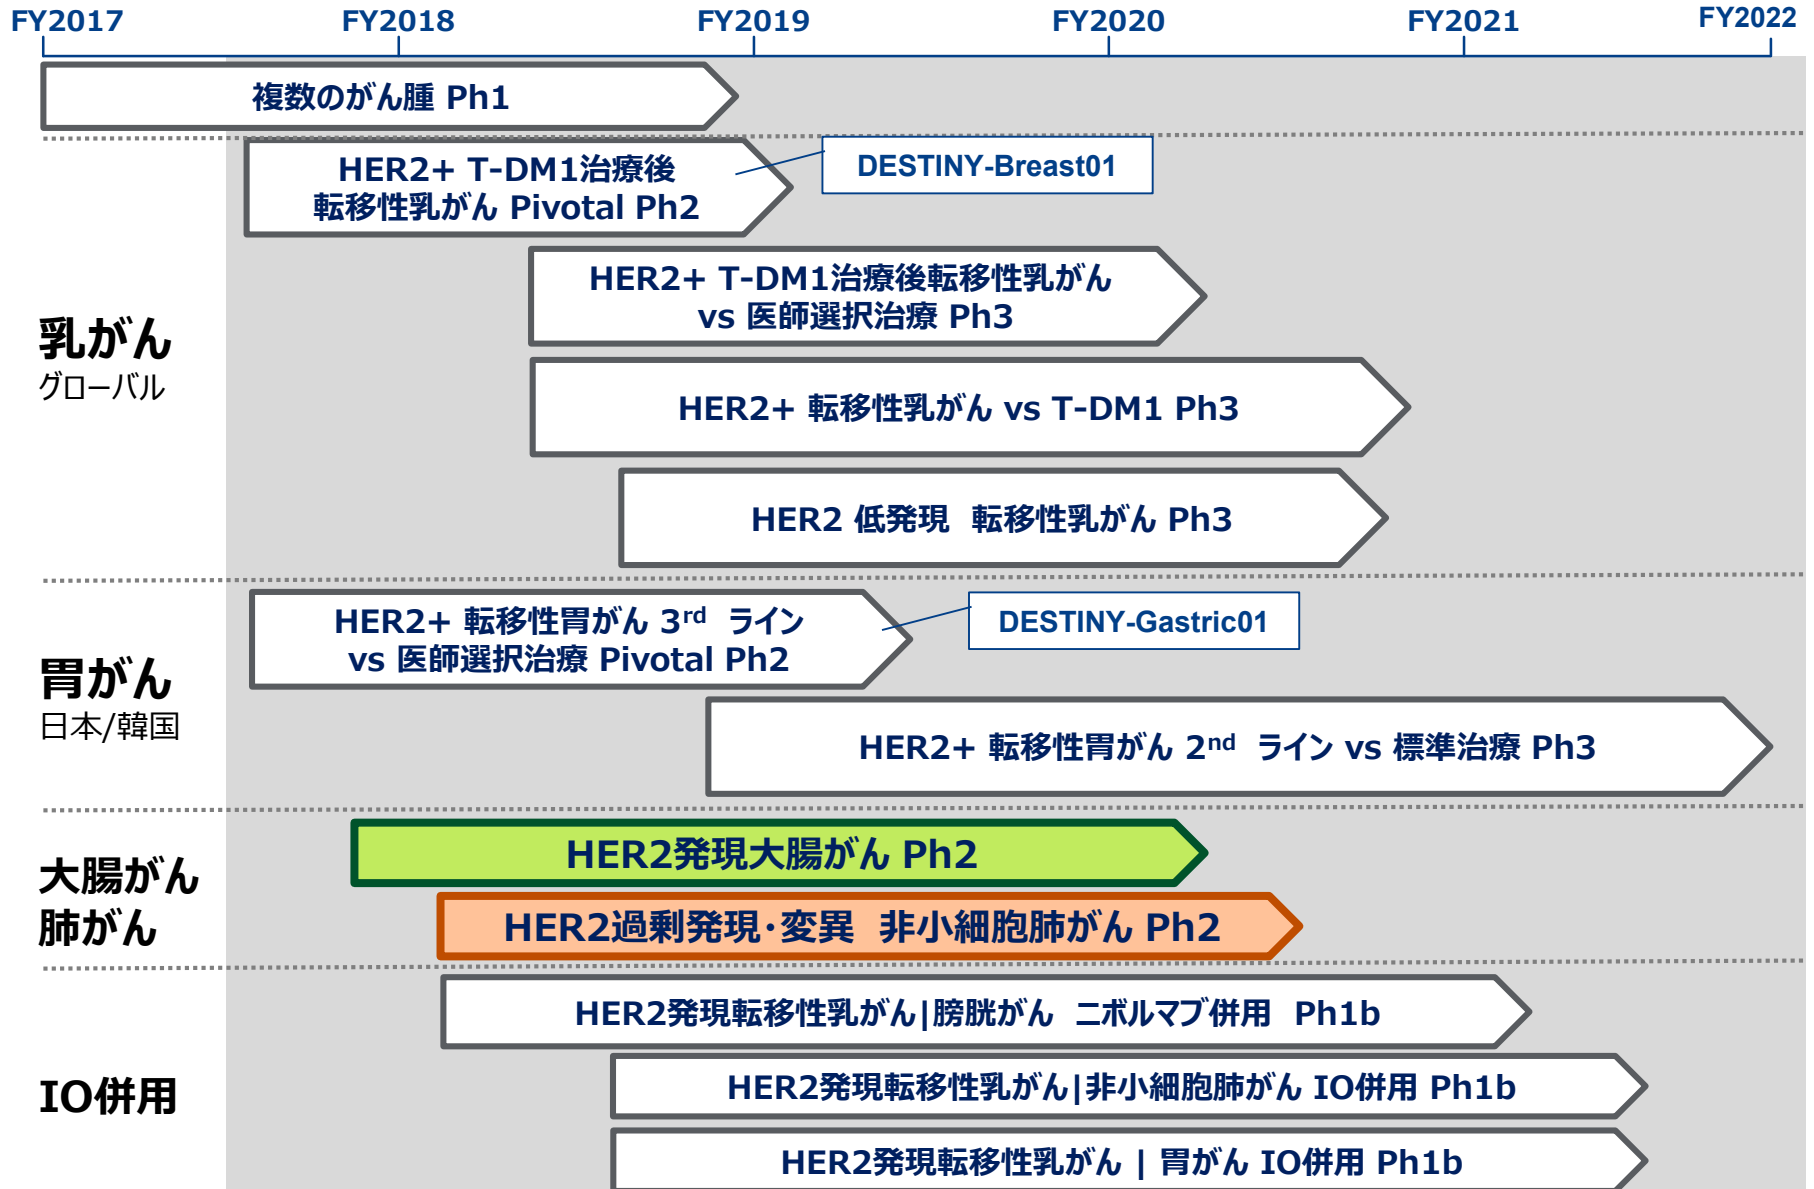 FY2017 FY2018 FY2019 FY2020 FY2021 FY2022
複数のがん腫 Ph1
乳がん
グローバル
HER2+ T-DM1治療後
転移性乳がん Pivotal Ph2
DESTINY-Breast01
HER2+ T-DM1治療後転移性乳がん
vs 医師選択治療 Ph3
HER2+ 転移性乳がん vs T-DM1 Ph3
HER2 低発現 転移性乳がん Ph3
胃がん
日本/韓国
HER2+ 転移性胃がん 3rd ライン
vs 医師選択治療 Pivotal Ph2
DESTINY-Gastric01
HER2+ 転移性胃がん 2nd ライン vs 標準治療 Ph3
大腸がん
肺がん
HER2発現大腸がん Ph2
HER2過剰発現・変異 非小細胞肺がん Ph2
IO併用
HER2発現転移性乳がん|膀胱がん ニボルマブ併用 Ph1b
HER2発現転移性乳がん|非小細胞肺がん IO併用 Ph1b
HER2発現転移性乳がん | 胃がん IO併用 Ph1b